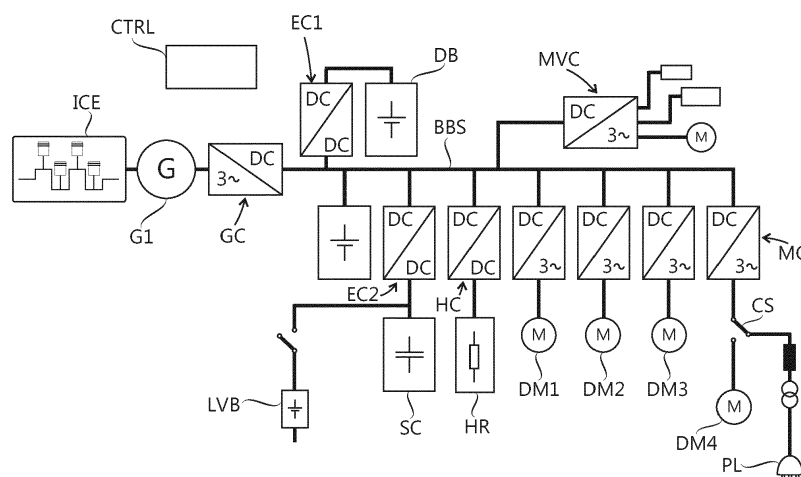 CTRL
EC1
DB
MVC
ICE
DC
DC
DC
3~
M
BBS
G
DC
3~
G1
GC
DC
DC
DC
DC
DC
3~
DC
3~
DC
3~
DC
3~
EC2
HC
CS
M
M
M
LVB
SC
HR
DM1
DM2
DM3
M
DM4
PL